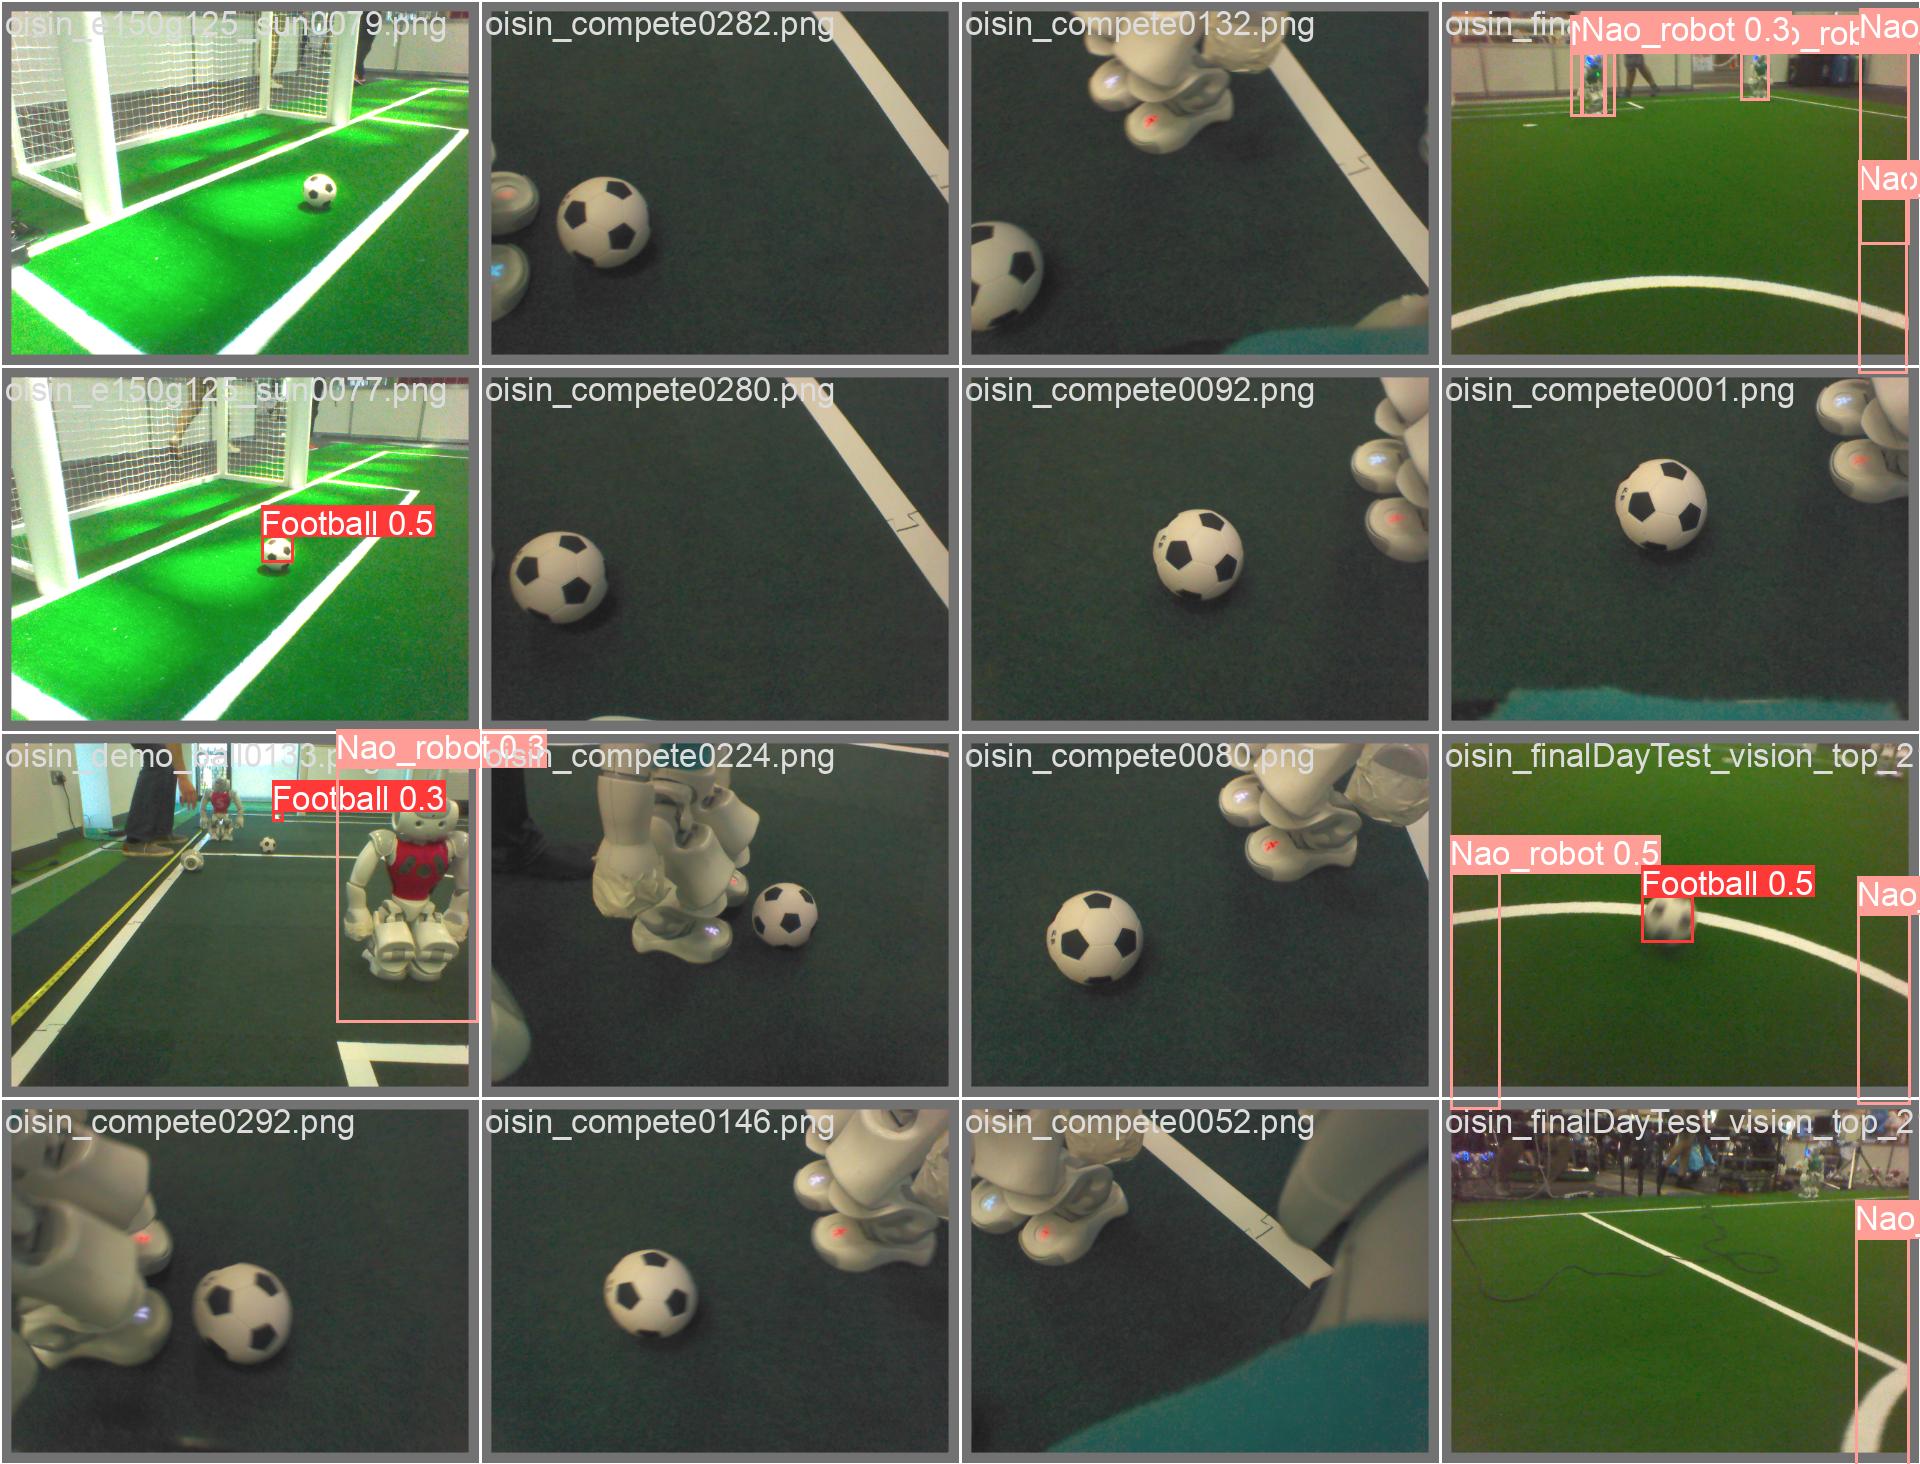 oisin_e150g125_sun0079.png
oisin_compete0282.png
oisin_compete0132.png
Nao_robot 0.3
Nao
Nao
oisin_e150g125_sun0077.png
oisin_compete0280.png
oisin_compete0092.png
oisin_compete0001.png
Football 0.5
Nao_robot 0.3
oisin_compete0224.png
oisin_compete0080.png
oisin_finalDayTest_vision_top_2
Football 0.3
Nao_robot 0.5
Football 0.5
Nao
oisin_compete0292.png
oisin_compete0146.png
oisin_compete0052.png
oisin_finalDayTest_vision_top_2
Nao